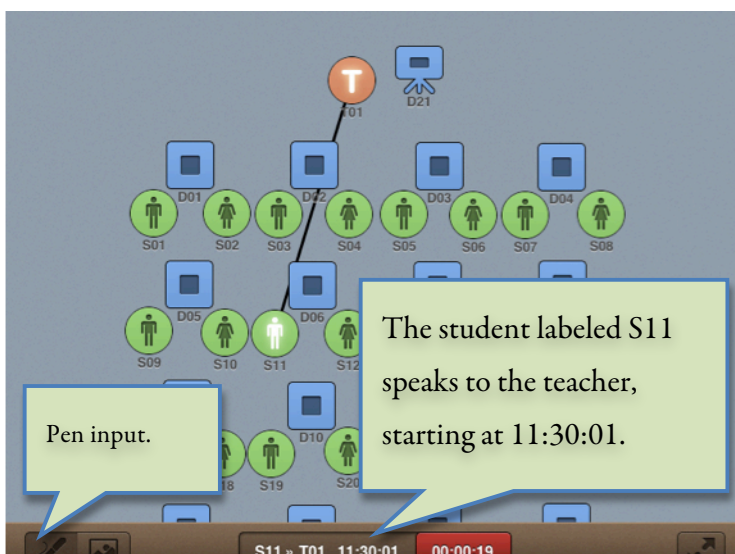 T
T01
D21
D01
D02
D03
D04
S01
S02
S03
S04
S05
S06
S07
S08
D05
D06
S09
S10
S11
S12
The student labeled S11
speaks to the teacher,
starting at 11:30:01.
Pen input.
D10
18
S19
S20
S11 » T01 11:30:01 00:00:19